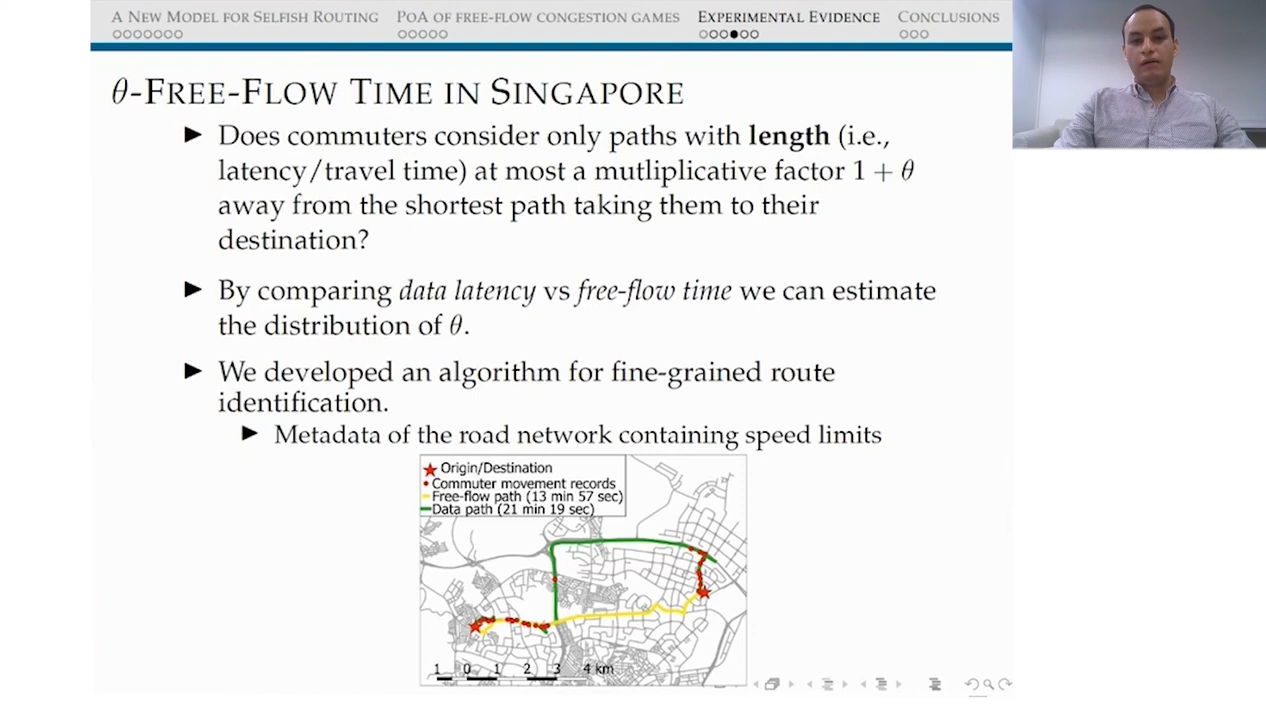 A NEW MODEL FOR SELFISH ROUTING POA OF FREE-FLOW CONGESTION GAMES EXPERIMENTAL EVIDENCE CONCLUSIONS
θ-FREE-FLOW TIME IN SINGAPORE
► Does commuters consider only paths with length (i.e.,
latency/travel time) at most a mutliplicative factor 1 + θ
away from the shortest path taking them to their
destination?
► By comparing data latency vs free-flow time we can estimate
the distribution of θ.
► We developed an algorithm for fine-grained route
identification.
► Metadata of the road network containing speed limits
Origin/Destination
Commuter movement records
Free-flow path (13 min 57 sec)
Data path (21 min 19 sec)
1 0 1 2 3 4 km